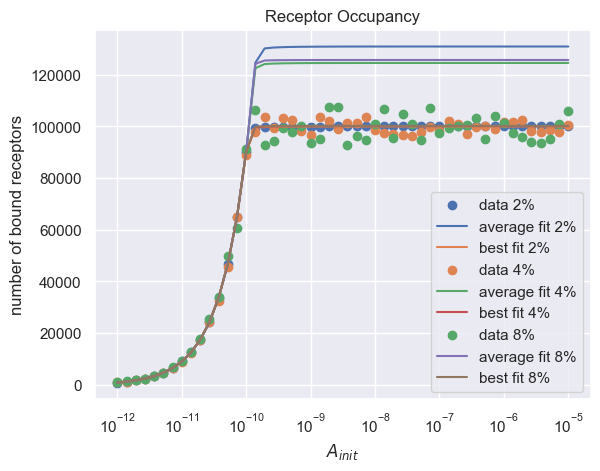 Receptor Occupancy
number of bound receptors
120000
100000
80000
60000
40000
20000
0
data 2%
average fit 2%
best fit 2%
data 4%
average fit 4%
best fit 4%
data 8%
average fit 8%
best fit 8%
10⁻¹² 10⁻¹¹ 10⁻¹⁰ 10⁻⁹ 10⁻⁸ 10⁻⁷ 10⁻⁶ 10⁻⁵
A_init